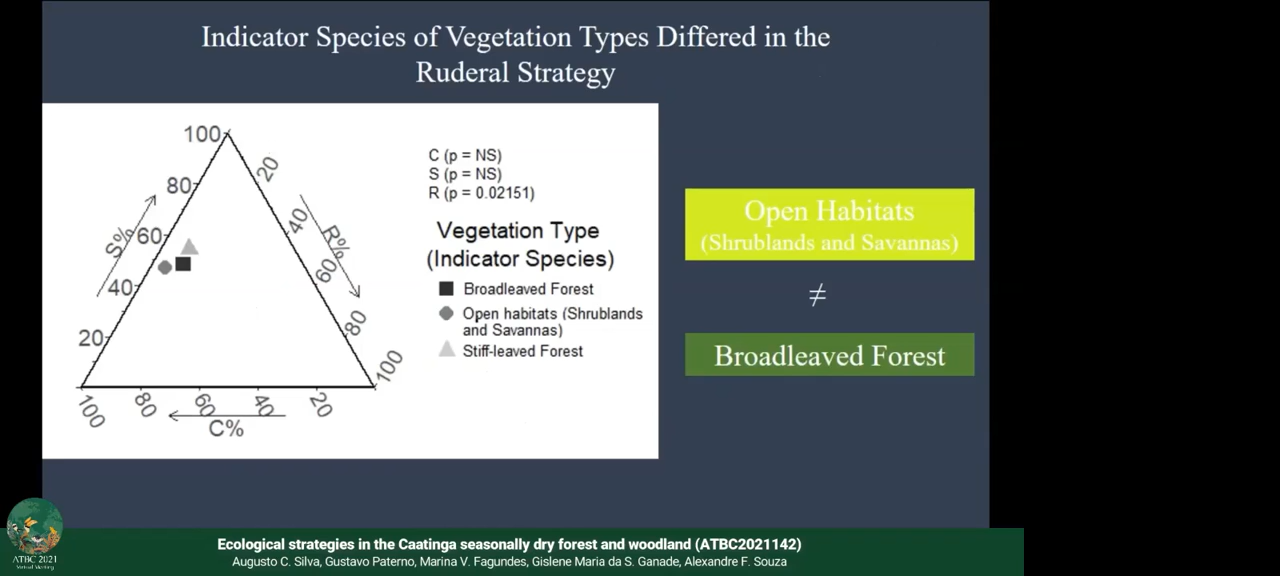 Indicator Species of Vegetation Types Differed in the
Ruderal Strategy
100
80
60
40
20
S%
20
40
60
80
100
R%
100
80
60
40
20
C%
C (p = NS)
S (p = NS)
R (p = 0.02151)
Vegetation Type
(Indicator Species)
Broadleaved Forest
Open habitats (Shrublands
and Savannas)
Stiff-leaved Forest
Open Habitats
(Shrublands and Savannas)
≠
Broadleaved Forest
ATBC 2021
Virtual Meeting
Ecological strategies in the Caatinga seasonally dry forest and woodland (ATBC2021142)
Augusto C. Silva, Gustavo Paterno, Marina V. Fagundes, Gislene Maria da S. Ganade, Alexandre F. Souza